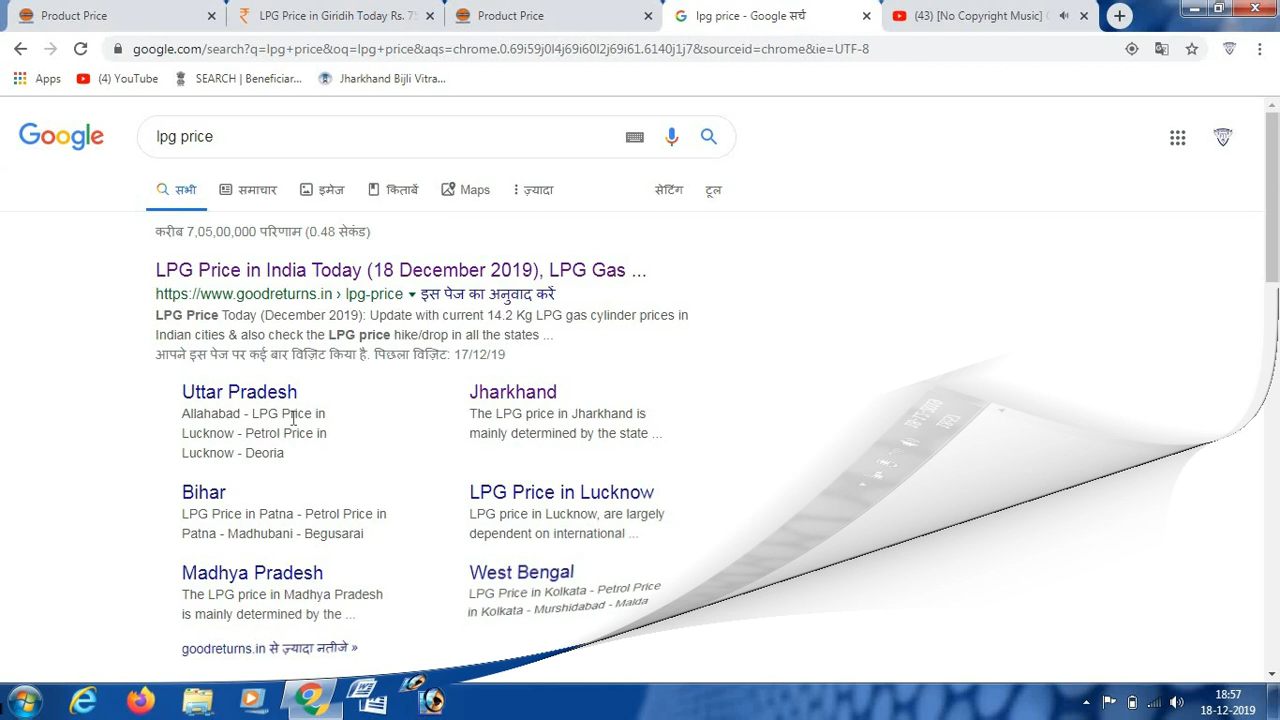 Product Price
LPG Price in Giridih Today Rs. 7
Product Price
lpg price - Google सर्च
(43) [No Copyright Music]
google.com/search?q=lpg+price&oq=lpg+price&aqs=chrome.0.69i59j0l4j69i60l2j69i61.6140j1j7&sourceid=chrome&ie=UTF-8
Apps
(4) YouTube
SEARCH | Beneficiar...
Jharkhand Bijli Vitra...
Google
lpg price
सभी
समाचार
इमेज
किताबें
Maps
ज़्यादा
सेटिंग
टूल
करीब 7,05,00,000 परिणाम (0.48 सेकंड)
LPG Price in India Today (18 December 2019), LPG Gas ...
https://www.goodreturns.in › lpg-price इस पेज का अनुवाद करें
LPG Price Today (December 2019): Update with current 14.2 Kg LPG gas cylinder prices in
Indian cities & also check the LPG price hike/drop in all the states ...
आपने इस पेज पर कई बार विज़िट किया है. पिछला विज़िट: 17/12/19
Uttar Pradesh
Allahabad - LPG Price in
Lucknow - Petrol Price in
Lucknow - Deoria
Jharkhand
The LPG price in Jharkhand is
mainly determined by the state ...
Bihar
LPG Price in Patna - Petrol Price in
Patna - Madhubani - Begusarai
LPG Price in Lucknow
LPG price in Lucknow, are largely
dependent on international ...
Madhya Pradesh
The LPG price in Madhya Pradesh
is mainly determined by the ...
West Bengal
LPG Price in Kolkata - Petrol Price
in Kolkata - Murshidabad - Malda
goodreturns.in से ज़्यादा नतीजे »
18:57
18-12-2019